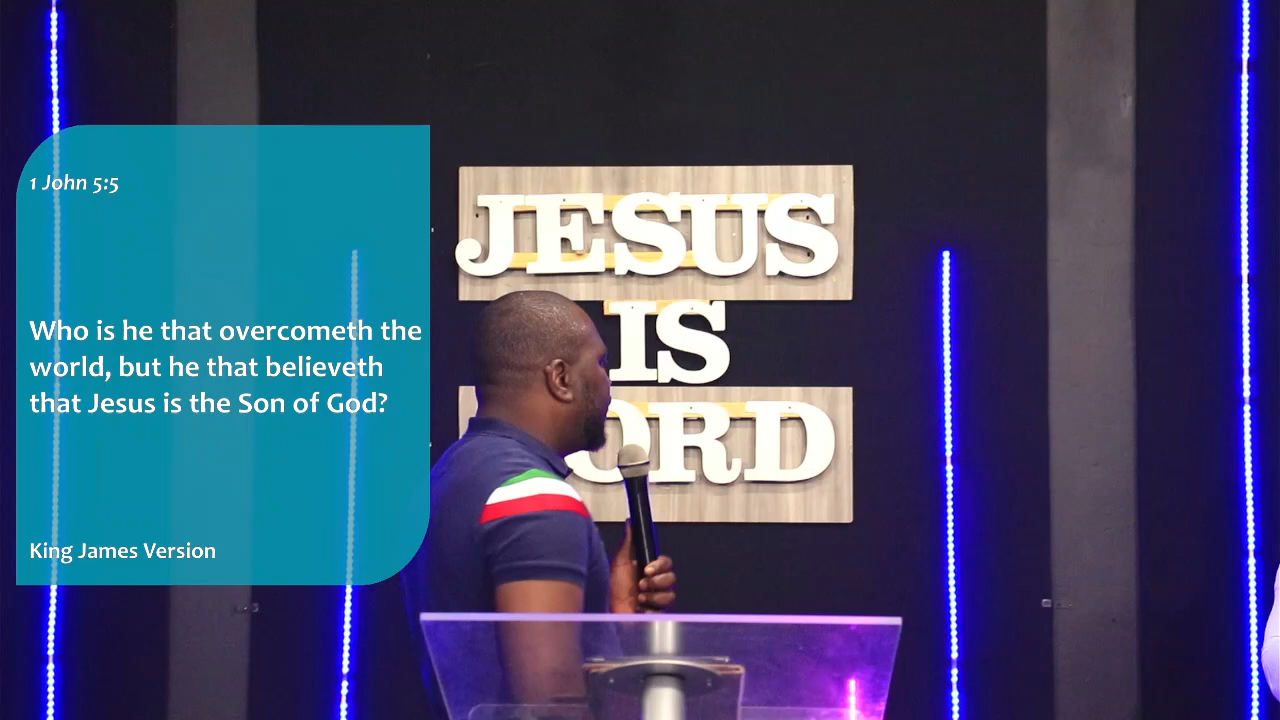 1 John 5:5
Who is he that overcometh the
world, but he that believeth
that Jesus is the Son of God?
King James Version
JESUS
IS
ORD